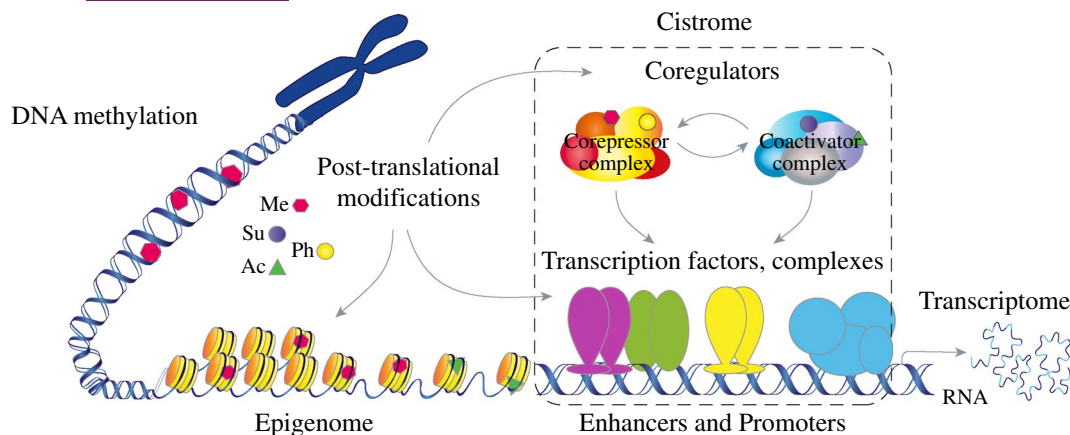 Cistrome
Coregulators
DNA methylation
Corepressor
complex
Coactivator
complex
Post-translational
modifications
Me
Su
Ph
Ac
Transcription factors, complexes
Transcriptome
RNA
Epigenome
Enhancers and Promoters